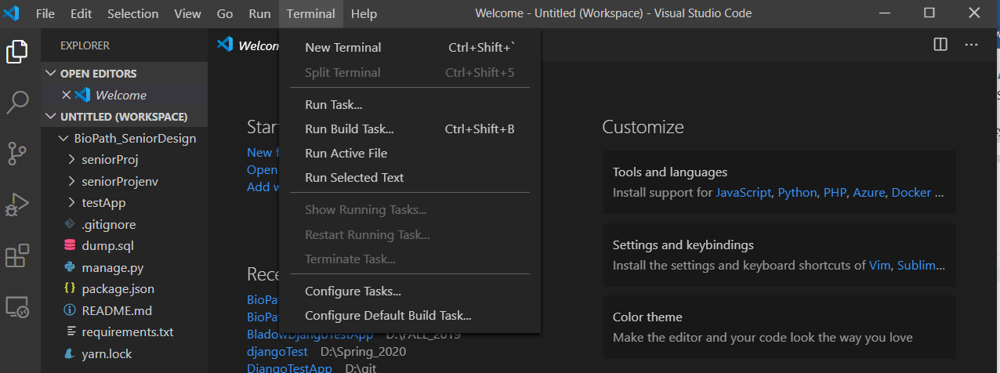 File Edit Selection View Go Run Terminal Help Welcome - Untitled (Workspace) - Visual Studio Code
EXPLORER
OPEN EDITORS
Welcome
UNTITLED (WORKSPACE)
BioPath_SeniorDesign
seniorProj
seniorProjenv
testApp
.gitignore
dump.sql
manage.py
package.json
README.md
requirements.txt
yarn.lock
Welcom
New Terminal Ctrl+Shift+`
Split Terminal Ctrl+Shift+5
Run Task...
Run Build Task... Ctrl+Shift+B
Run Active File
Run Selected Text
Show Running Tasks...
Restart Running Task...
Terminate Task...
Configure Tasks...
Configure Default Build Task...
Star
New f
Open
Add w
Rece
BioPa
BioPa
BladowDjangoTestApp D:\FALL_2019
djangoTest D:\Spring_2020
DjangoTestApp D:\git
Customize
Tools and languages
Install support for JavaScript, Python, PHP, Azure, Docker ...
Settings and keybindings
Install the settings and keyboard shortcuts of Vim, Sublim...
Color theme
Make the editor and your code look the way you love